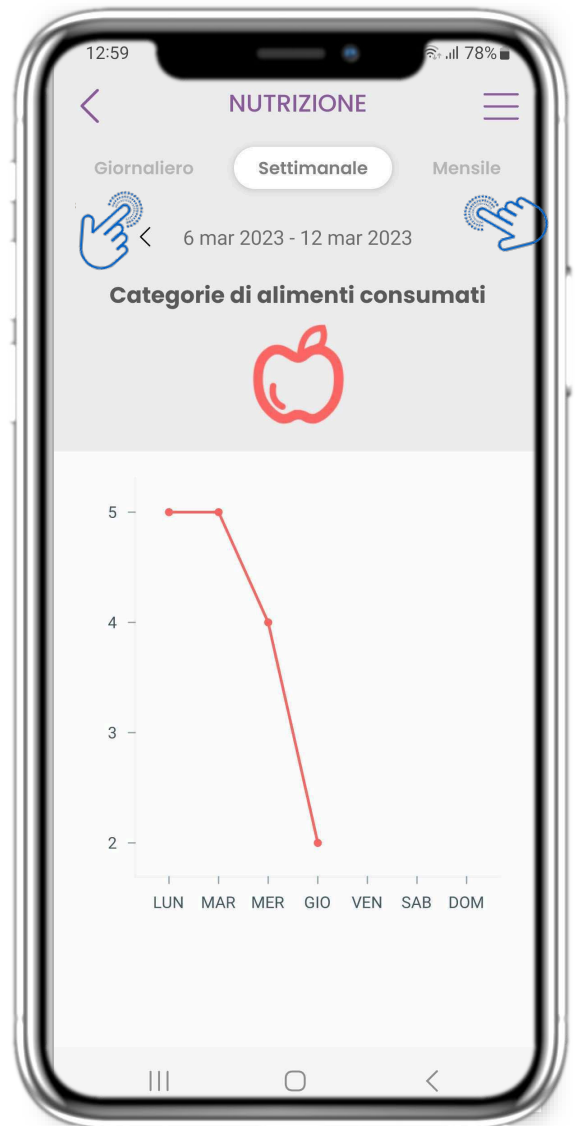 12:59 78%
NUTRIZIONE
Giornaliero Settimanale Mensile
6 mar 2023 - 12 mar 2023
Categorie di alimenti consumati
5
4
3
2
LUN MAR MER GIO VEN SAB DOM